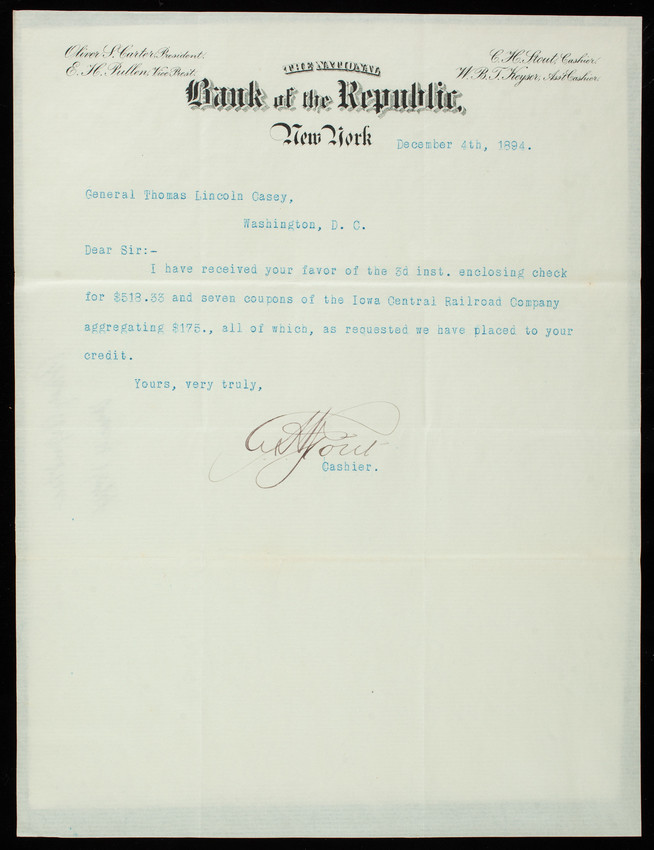 Oliver S. Carter, President.
E. H. Pullen, Vice Prest.
C. H. Stout, Cashier.
W. B. T. Keyser, Asst Cashier.
THE NATIONAL
Bank of the Republic,
New York
December 4th, 1894.
General Thomas Lincoln Casey,
Washington, D. C.
Dear Sir:-
I have received your favor of the 3d inst. enclosing check
for $518.33 and seven coupons of the Iowa Central Railroad Company
aggregating $175., all of which, as requested we have placed to your
credit.
Yours, very truly,
C H Stout
Cashier.